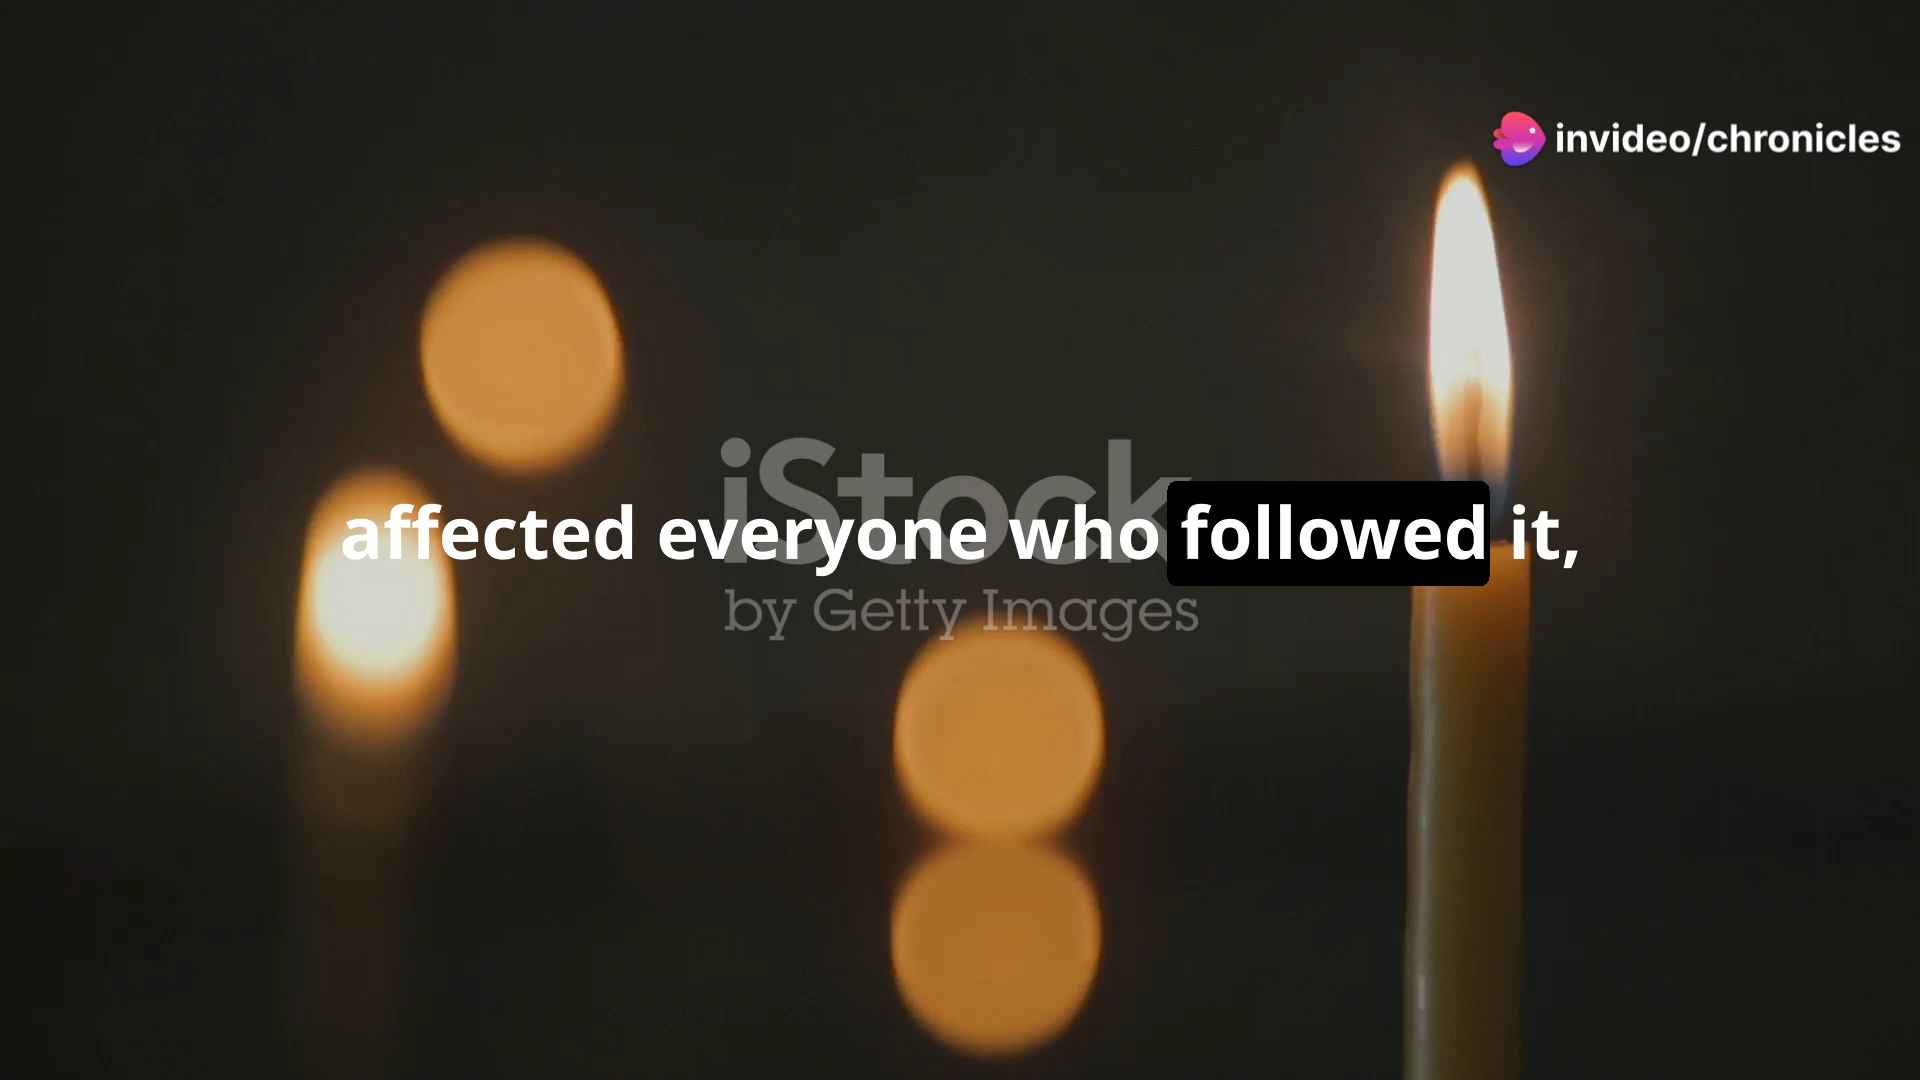 invideo/chronicles
iStock
affected everyone who followed it,
by Getty Images